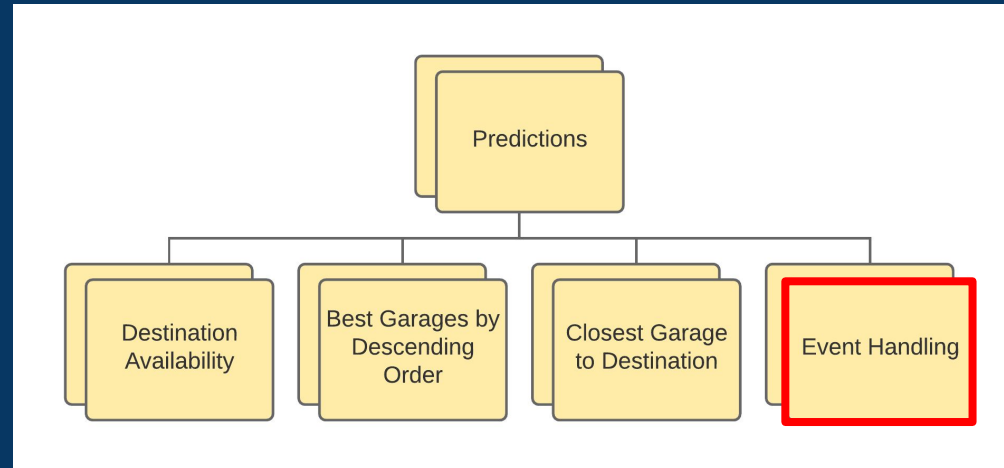 Predictions
Destination
Availability
Best Garages by
Descending
Order
Closest Garage
to Destination
Event Handling